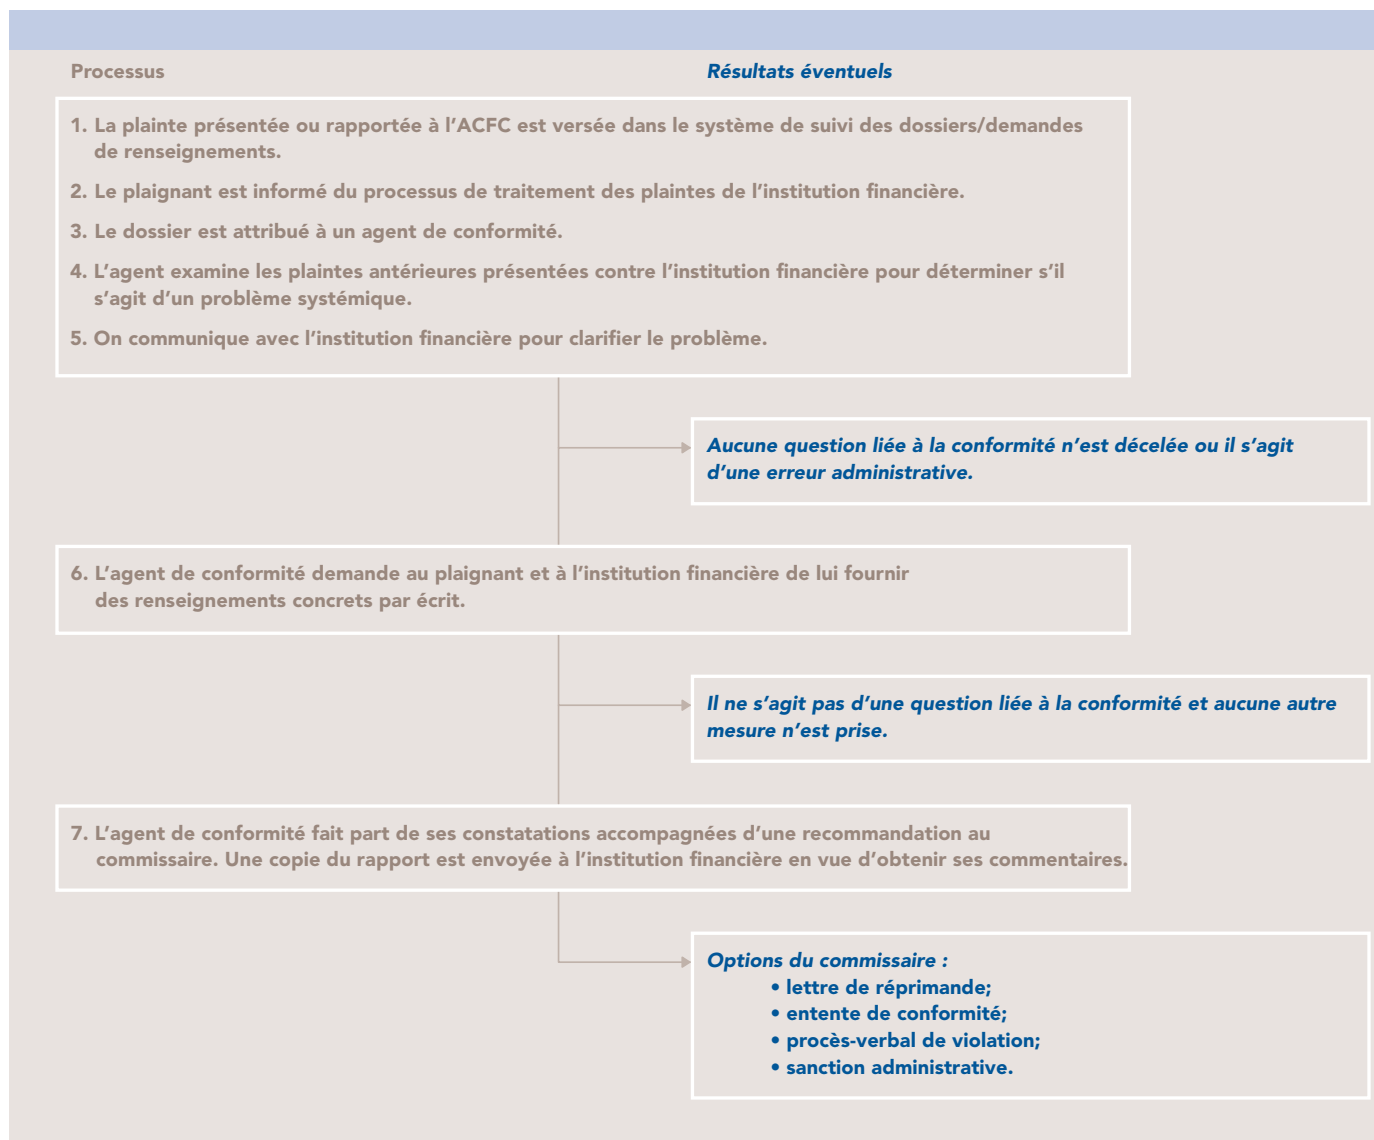 Processus
Résultats éventuels
1. La plainte présentée ou rapportée à l’ACFC est versée dans le système de suivi des dossiers/demandes
de renseignements.
2. Le plaignant est informé du processus de traitement des plaintes de l’institution financière.
3. Le dossier est attribué à un agent de conformité.
4. L’agent examine les plaintes antérieures présentées contre l’institution financière pour déterminer s’il
s’agit d’un problème systémique.
5. On communique avec l’institution financière pour clarifier le problème.
Aucune question liée à la conformité n’est décelée ou il s’agit
d’une erreur administrative.
6. L’agent de conformité demande au plaignant et à l’institution financière de lui fournir
des renseignements concrets par écrit.
Il ne s’agit pas d’une question liée à la conformité et aucune autre
mesure n’est prise.
7. L’agent de conformité fait part de ses constatations accompagnées d’une recommandation au
commissaire. Une copie du rapport est envoyée à l’institution financière en vue d’obtenir ses commentaires.
Options du commissaire :
• lettre de réprimande;
• entente de conformité;
• procès-verbal de violation;
• sanction administrative.